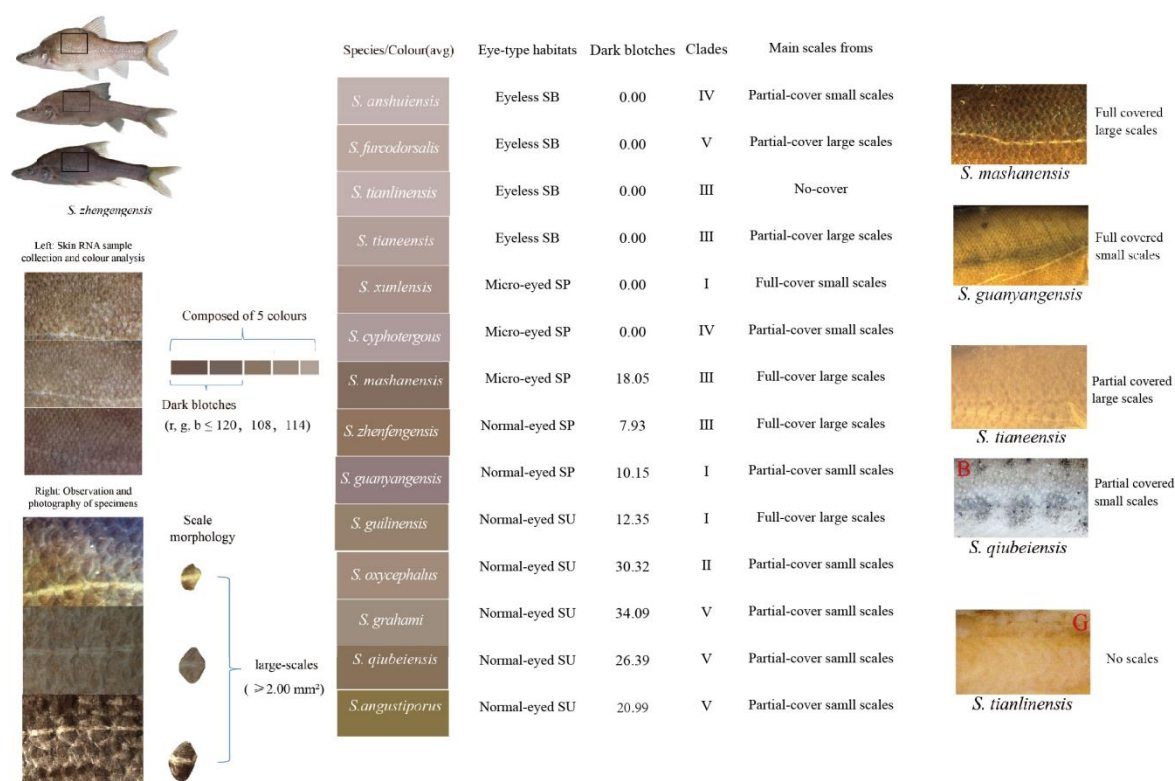 S. zhengengensis
Left: Skin RNA sample
collection and colour analysis
Composed of 5 colours
Dark blotches
(r, g, b ≤ 120, 108, 114)
Right: Observation and
photography of specimens
Scale
morphology
large-scales
( ≥2.00 mm²)
Species/Colour(avg) Eye-type habitats Dark blotches Clades Main scales from
S. anshuiensis Eyeless SB 0.00 IV Partial-cover small scales
S. furcodorsalis Eyeless SB 0.00 V Partial-cover large scales
S. tianlinensis Eyeless SB 0.00 III No-cover
S. tianeensis Eyeless SB 0.00 III Partial-cover large scales
S. xunlensis Micro-eyed SP 0.00 I Full-cover small scales
S. cyphotergous Micro-eyed SP 0.00 IV Partial-cover small scales
S. mashanensis Micro-eyed SP 18.05 III Full-cover large scales
S. zhenfengensis Normal-eyed SP 7.93 III Full-cover large scales
S. guanyangensis Normal-eyed SP 10.15 I Partial-cover samll scales
S. guilinensis Normal-eyed SU 12.35 I Full-cover large scales
S. oxycephalus Normal-eyed SU 30.32 II Partial-cover samll scales
S. grahami Normal-eyed SU 34.09 V Partial-cover samll scales
S. qiubeiensis Normal-eyed SU 26.39 V Partial-cover samll scales
S.angustiporus Normal-eyed SU 20.99 V Partial-cover samll scales
Full covered
large scales
S. mashanensis
Full covered
small scales
S. guanyangensis
Partial covered
large scales
S. tianeensis
B
Partial covered
small scales
S. qiubeiensis
G
No scales
S. tianlinensis